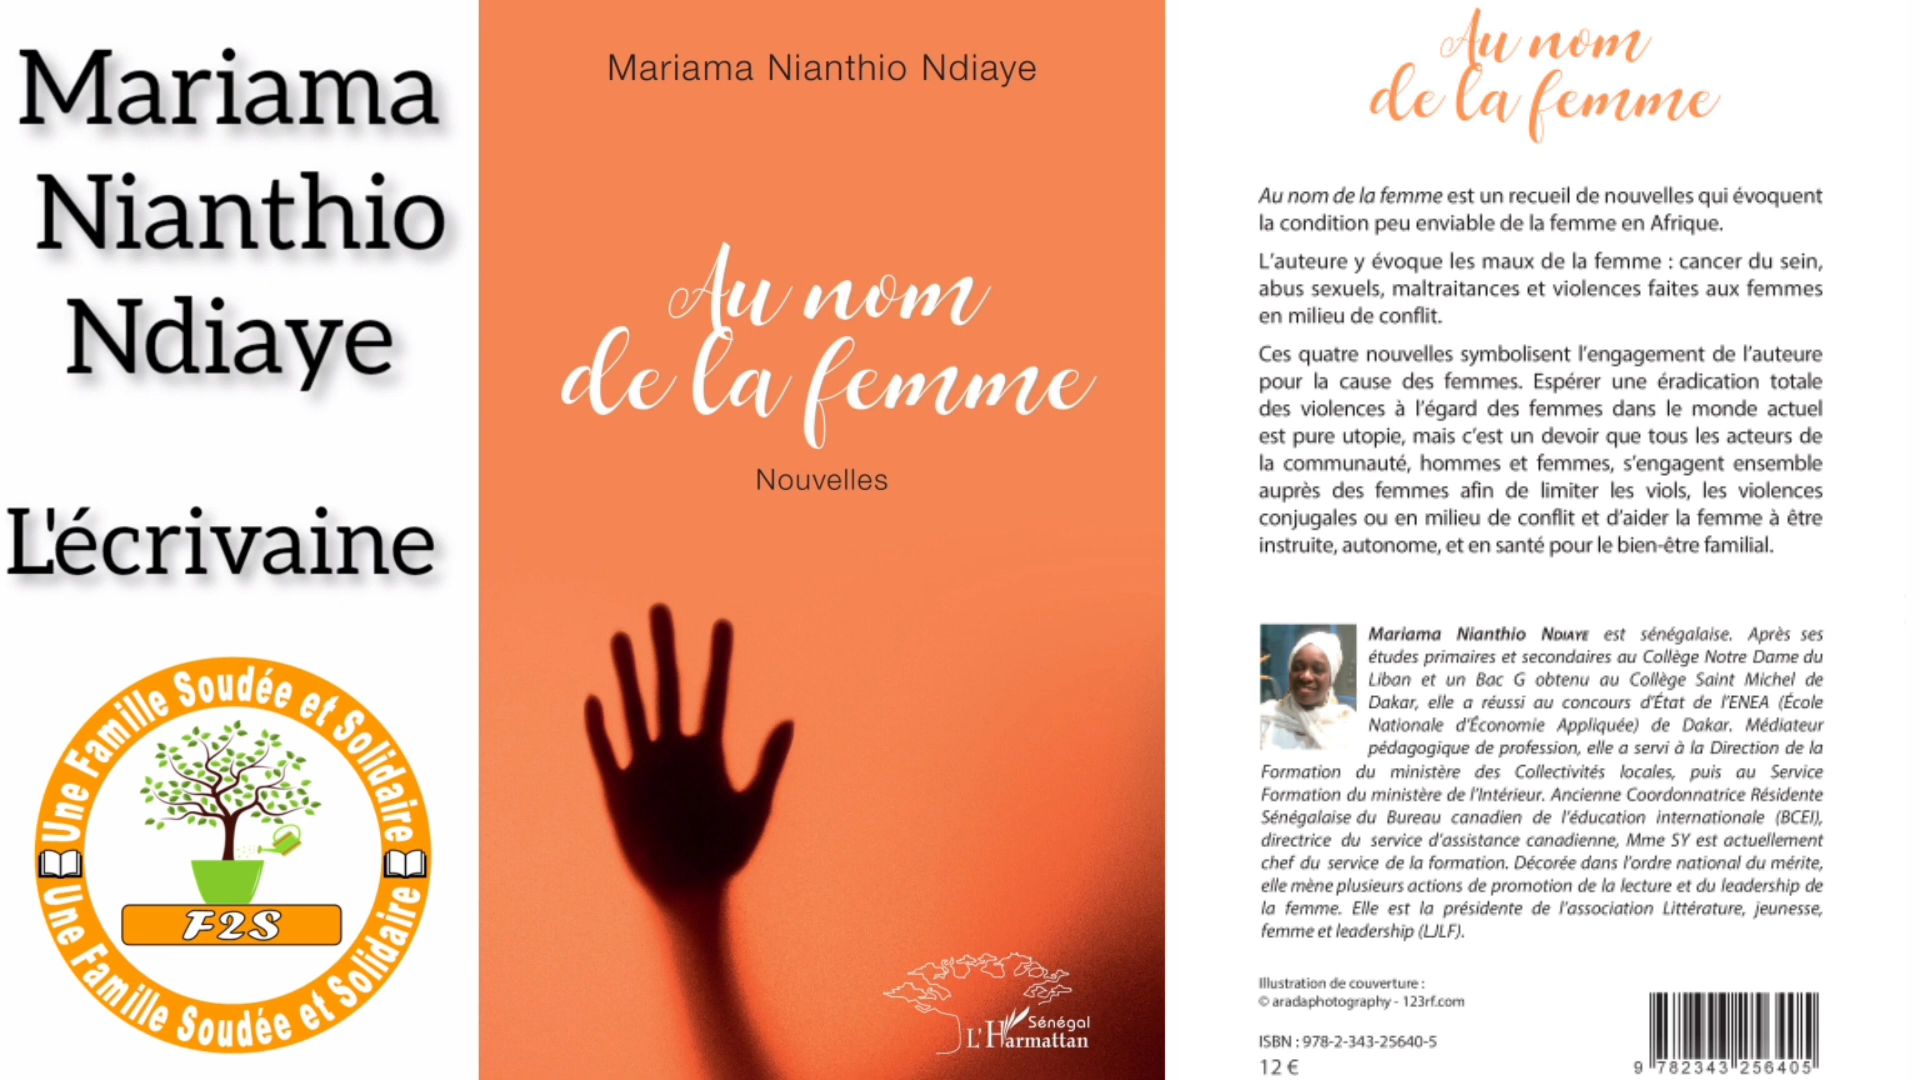 Mariama
Nianthio
Ndiaye
L'écrivaine
Une Famille Soudée et Solidaire
Une Famille Soudée et Solidaire
F2S
Mariama Nianthio Ndiaye
Au nom
de la femme
Nouvelles
Sénégal
L'Harmattan
Au nom
de la femme
Au nom de la femme est un recueil de nouvelles qui évoquent
la condition peu enviable de la femme en Afrique.
L'auteure y évoque les maux de la femme : cancer du sein,
abus sexuels, maltraitances et violences faites aux femmes
en milieu de conflit.
Ces quatre nouvelles symbolisent l'engagement de l'auteure
pour la cause des femmes. Espérer une éradication totale
des violences à l'égard des femmes dans le monde actuel
est pure utopie, mais c'est un devoir que tous les acteurs de
la communauté, hommes et femmes, s'engagent ensemble
auprès des femmes afin de limiter les viols, les violences
conjugales ou en milieu de conflit et d'aider la femme à être
instruite, autonome, et en santé pour le bien-être familial.
Mariama Nianthio NDIAYE est sénégalaise. Après ses
études primaires et secondaires au Collège Notre Dame du
Liban et un Bac G obtenu au Collège Saint Michel de
Dakar, elle a réussi au concours d'État de l'ENEA (École
Nationale d'Économie Appliquée) de Dakar. Médiateur
pédagogique de profession, elle a servi à la Direction de la
Formation du ministère des Collectivités locales, puis au Service
Formation du ministère de l'Intérieur. Ancienne Coordonnatrice Résidente
Sénégalaise du Bureau canadien de l'éducation internationale (BCEI),
directrice du service d'assistance canadienne, Mme SY est actuellement
chef du service de la formation. Décorée dans l'ordre national du mérite,
elle mène plusieurs actions de promotion de la lecture et du leadership de
la femme. Elle est la présidente de l'association Littérature, jeunesse,
femme et leadership (LJLF).
Illustration de couverture :
© aradaphotography - 123rf.com
ISBN : 978-2-343-25640-5
12 €
9 782343 256405